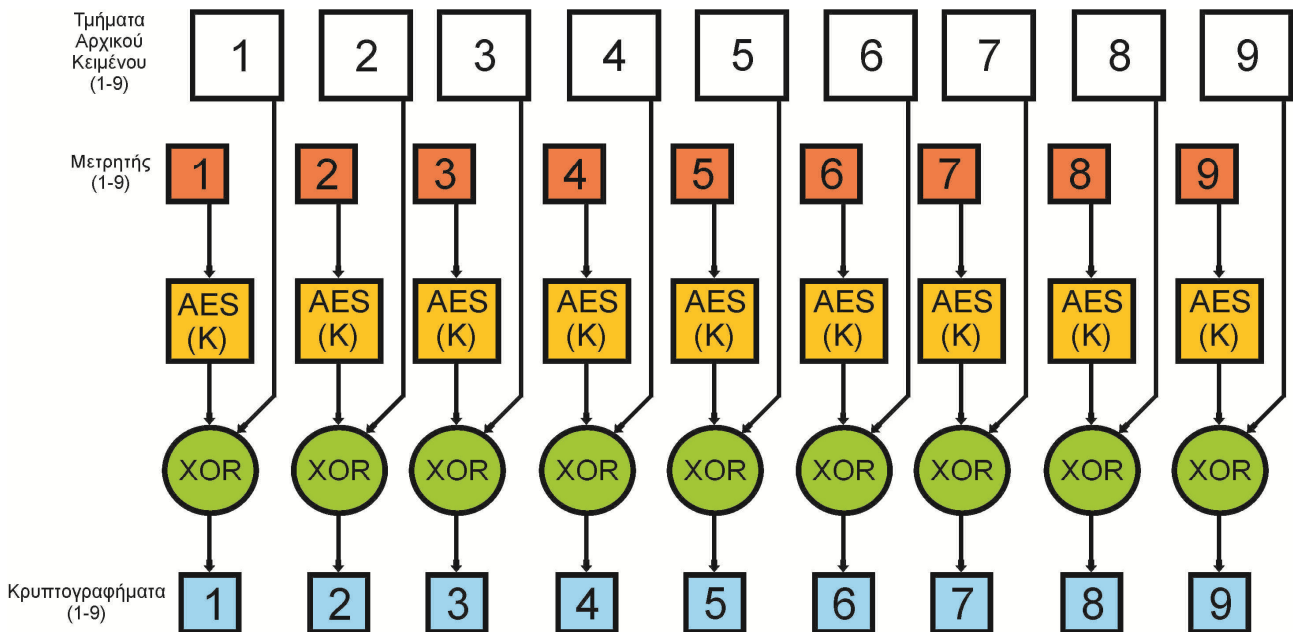 Τμήματα
Αρχικού
Κειμένου
(1-9)
1 2 3 4 5 6 7 8 9
Μετρητής
(1-9)
1 2 3 4 5 6 7 8 9
AES AES AES AES AES AES AES AES AES
(K) (K) (K) (K) (K) (K) (K) (K) (K)
XOR XOR XOR XOR XOR XOR XOR XOR XOR
Κρυπτογραφήματα
(1-9)
1 2 3 4 5 6 7 8 9